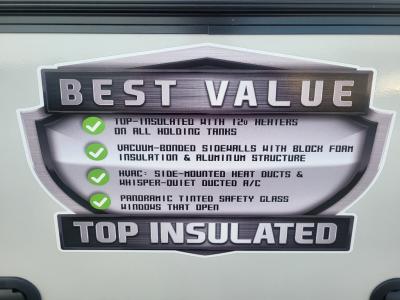 BEST VALUE
TOP-INSULATED WITH 12V HEATERS
ON ALL HOLDING TANKS
VACUUM-BONDED SIDEWALLS WITH BLOCK FOAM
INSULATION & ALUMINUM STRUCTURE
HVAC: SIDE-MOUNTED HEAT DUCTS &
WHISPER-QUIET DUCTED A/C
PANORAMIC TINTED SAFETY GLASS
WINDOWS THAT OPEN
TOP INSULATED